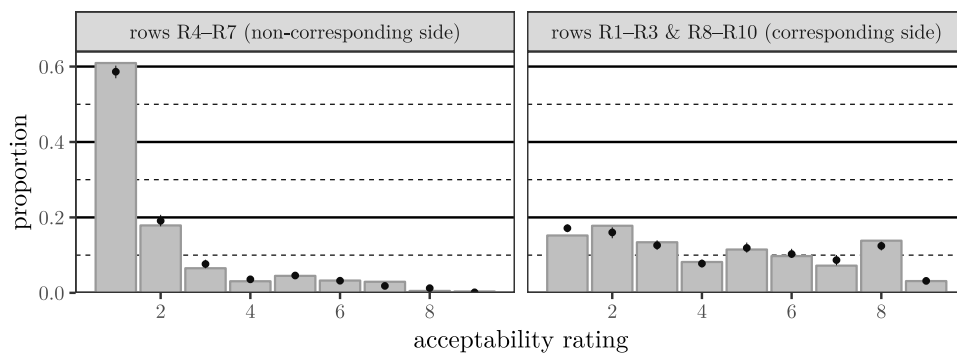 rows R4–R7 (non-corresponding side)
rows R1–R3 & R8–R10 (corresponding side)
0.6
0.4
0.2
0.0
proportion
2 4 6 8
2 4 6 8
acceptability rating